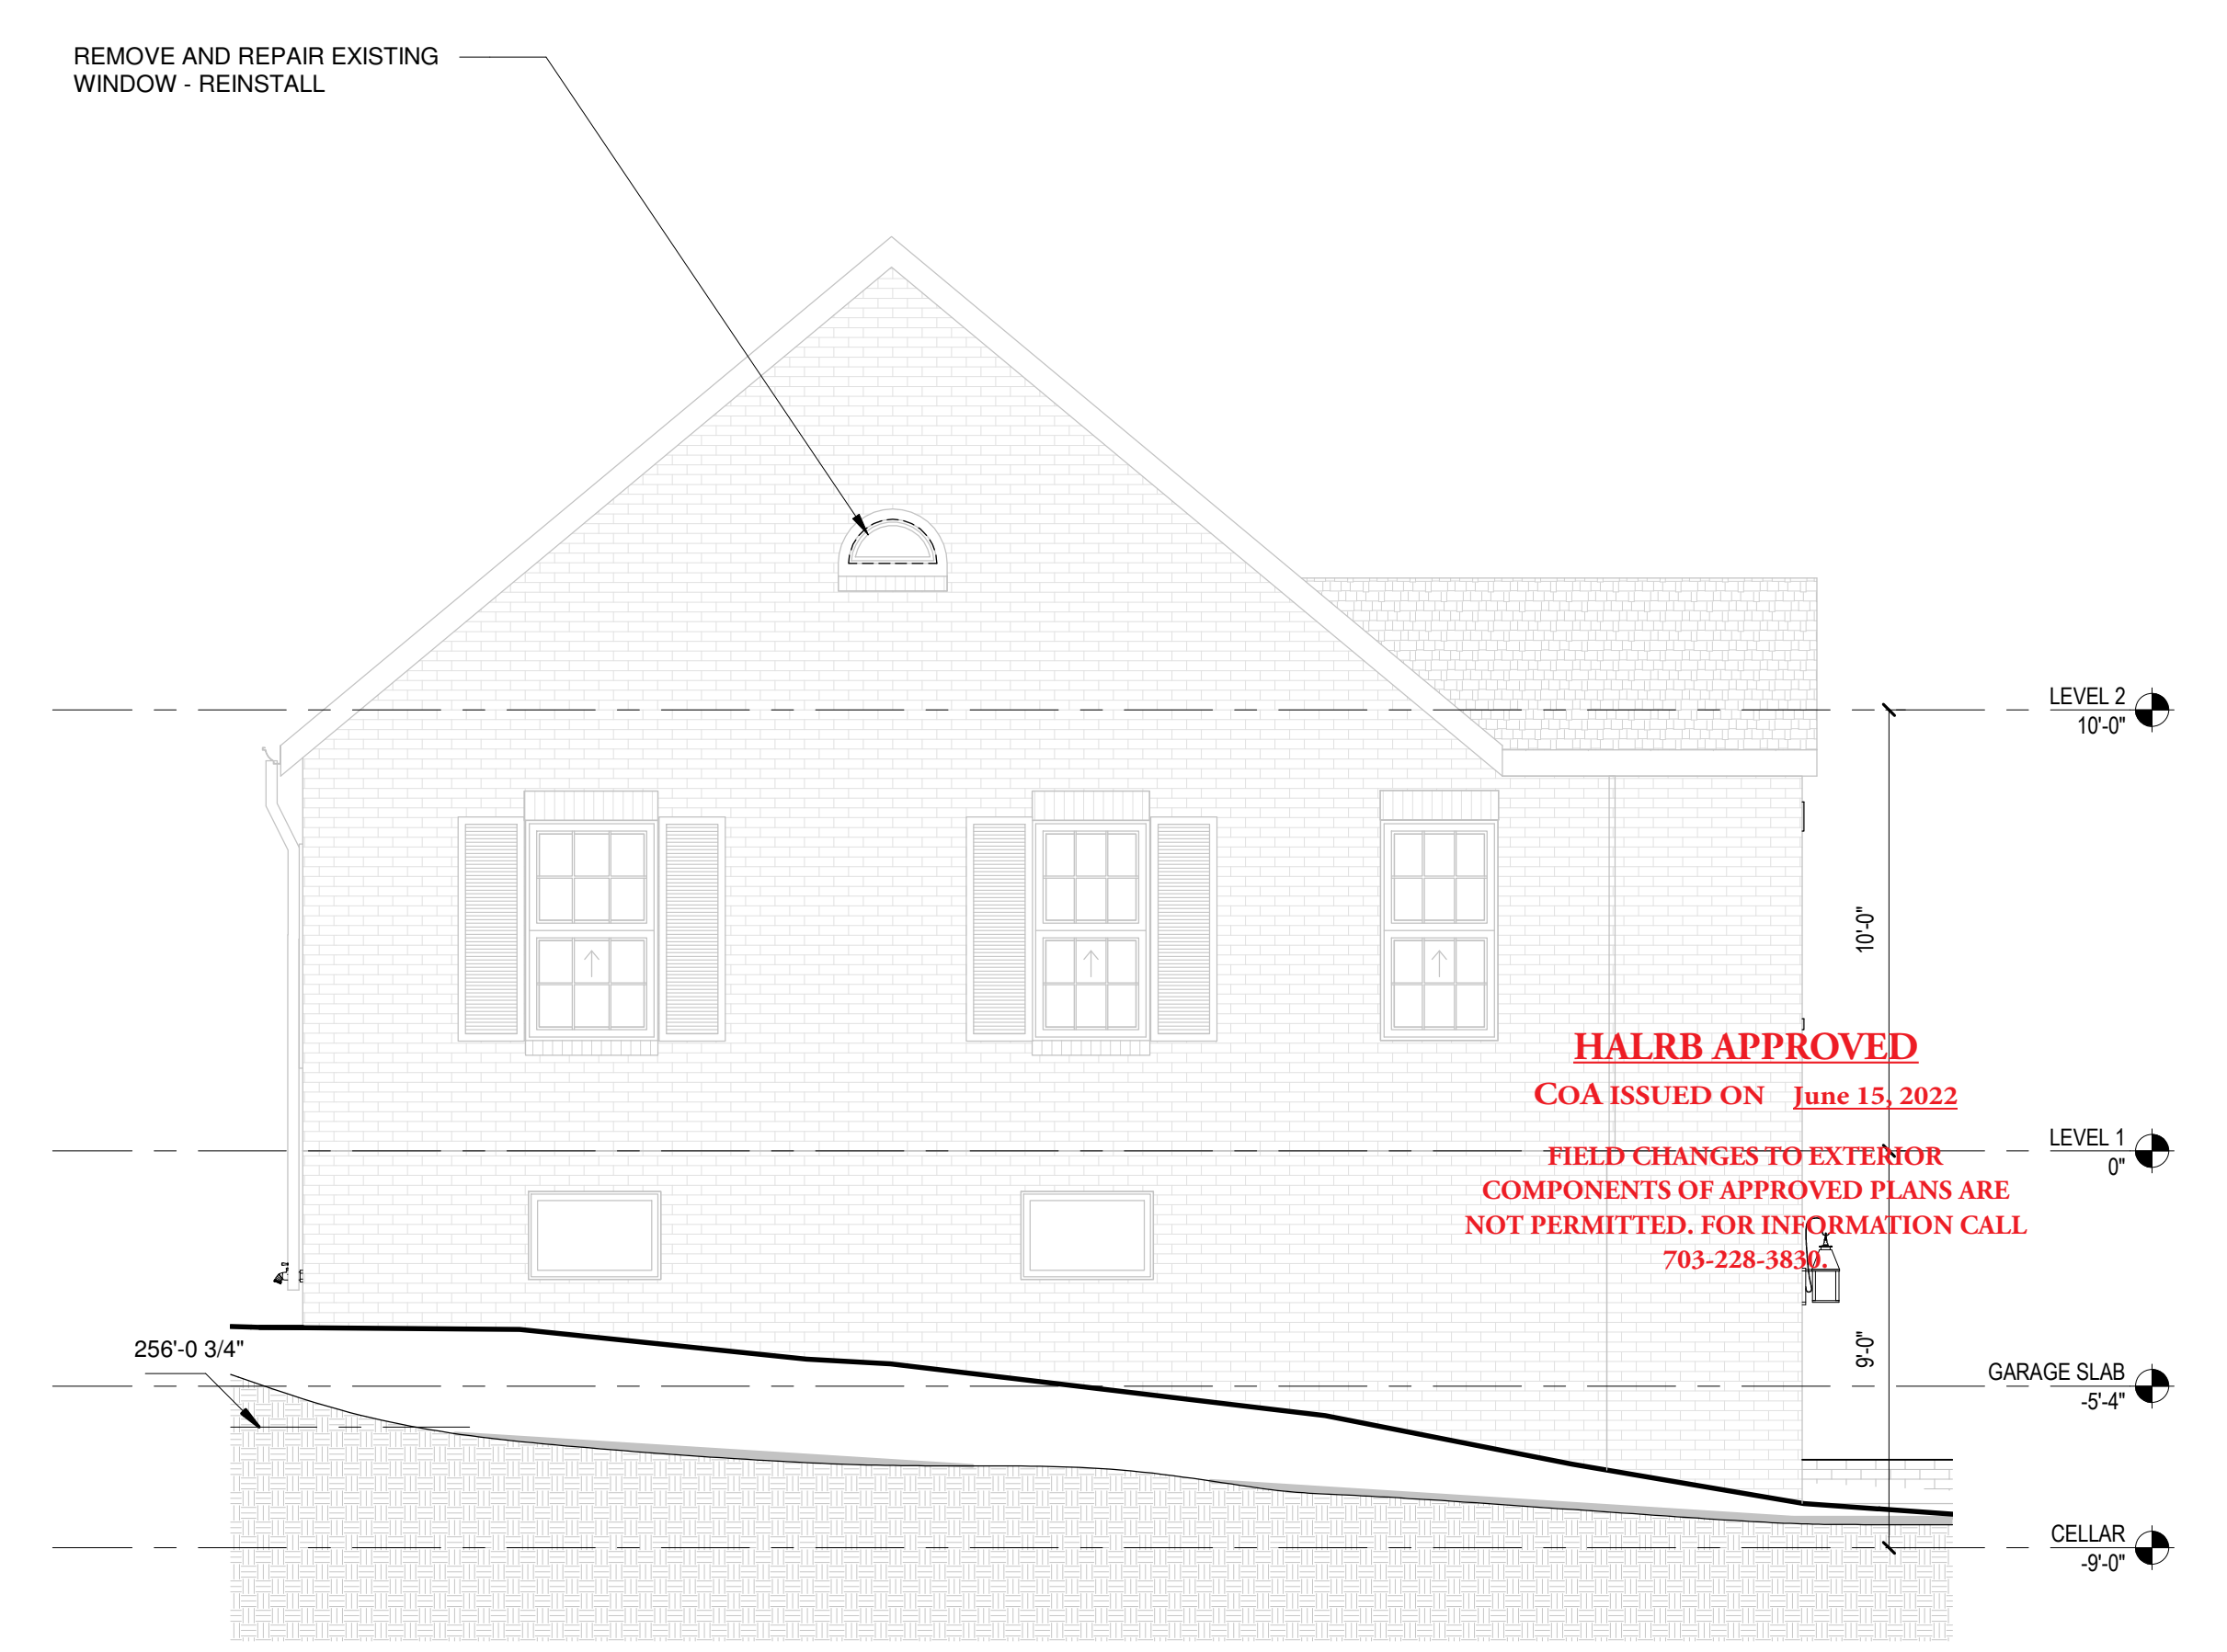 REMOVE AND REPAIR EXISTING
WINDOW - REINSTALL
LEVEL 2
10'-0"
10'-0"
HALRB APPROVED
COA ISSUED ON June 15, 2022
LEVEL 1
0"
FIELD CHANGES TO EXTERIOR
COMPONENTS OF APPROVED PLANS ARE
NOT PERMITTED. FOR INFORMATION CALL
703-228-3830.
256'-0 3/4"
9'-0"
GARAGE SLAB
-5'-4"
CELLAR
-9'-0"